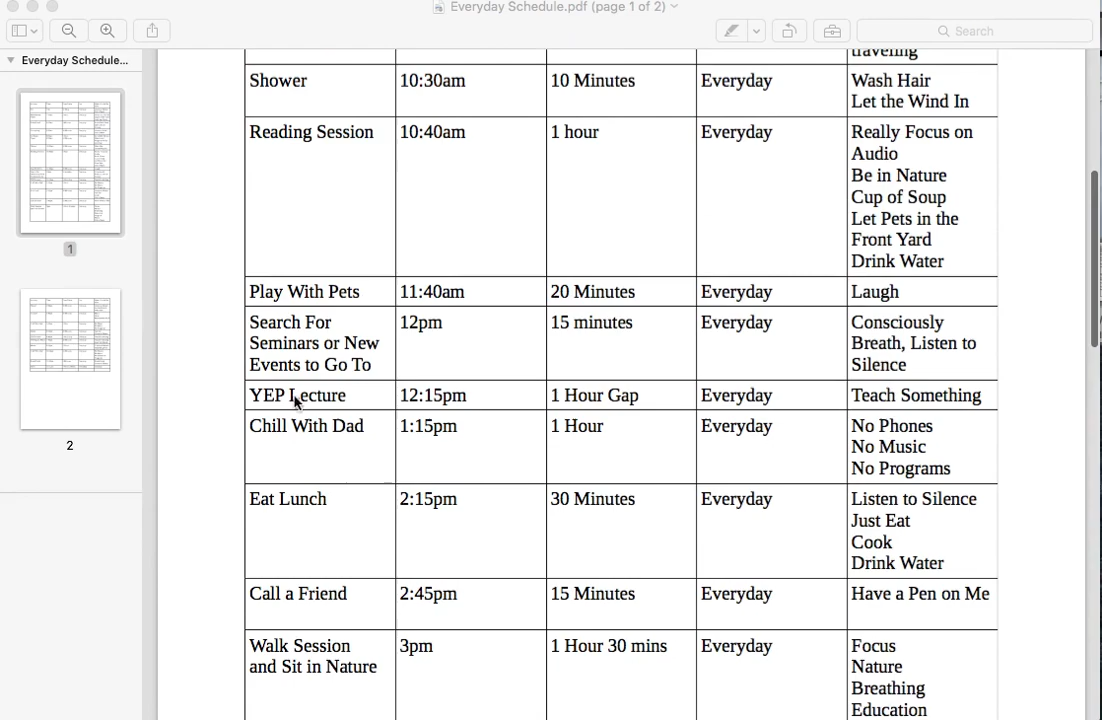 Everyday Schedule.pdf (page 1 of 2)
Search
Everyday Schedule...
1
2
traveling
Shower 10:30am 10 Minutes Everyday Wash Hair
Let the Wind In
Reading Session 10:40am 1 hour Everyday Really Focus on
Audio
Be in Nature
Cup of Soup
Let Pets in the
Front Yard
Drink Water
Play With Pets 11:40am 20 Minutes Everyday Laugh
Search For 12pm 15 minutes Everyday Consciously
Seminars or New Breath, Listen to
Events to Go To Silence
YEP Lecture 12:15pm 1 Hour Gap Everyday Teach Something
Chill With Dad 1:15pm 1 Hour Everyday No Phones
No Music
No Programs
Eat Lunch 2:15pm 30 Minutes Everyday Listen to Silence
Just Eat
Cook
Drink Water
Call a Friend 2:45pm 15 Minutes Everyday Have a Pen on Me
Walk Session 3pm 1 Hour 30 mins Everyday Focus
and Sit in Nature Nature
Breathing
Education